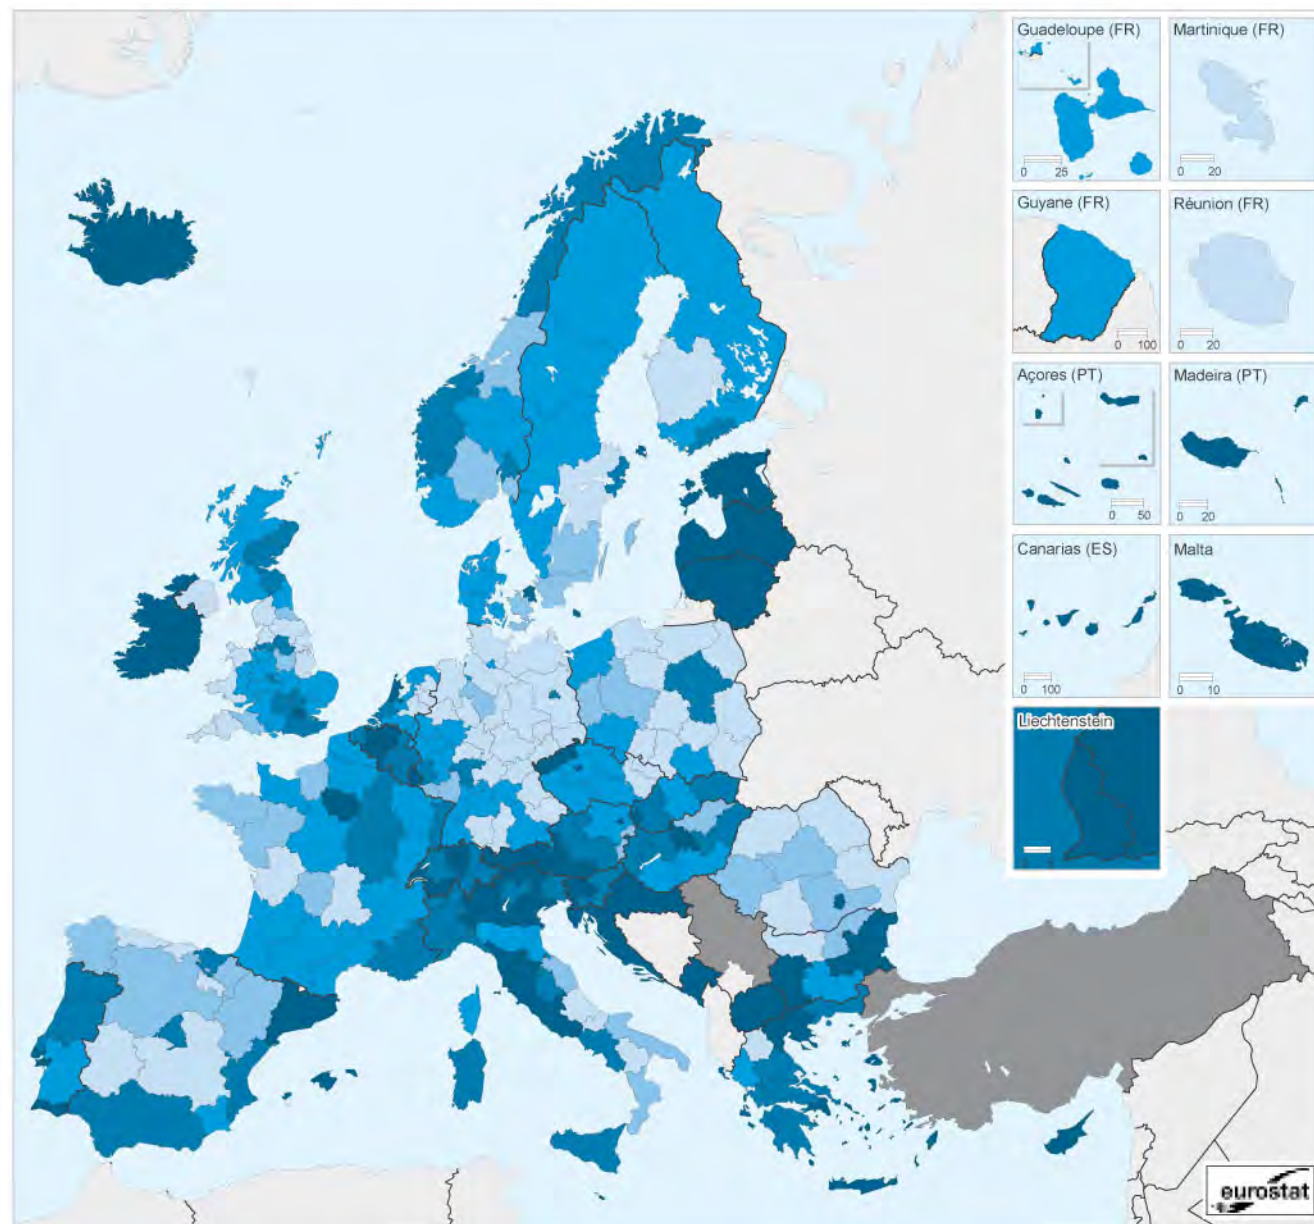 Guadeloupe (FR)
0 25
Martinique (FR)
0 20
Guyane (FR)
0 100
Réunion (FR)
0 20
Açores (PT)
0 50
Madeira (PT)
0 20
Canarias (ES)
0 100
Malta
0 10
Liechtenstein
eurostat